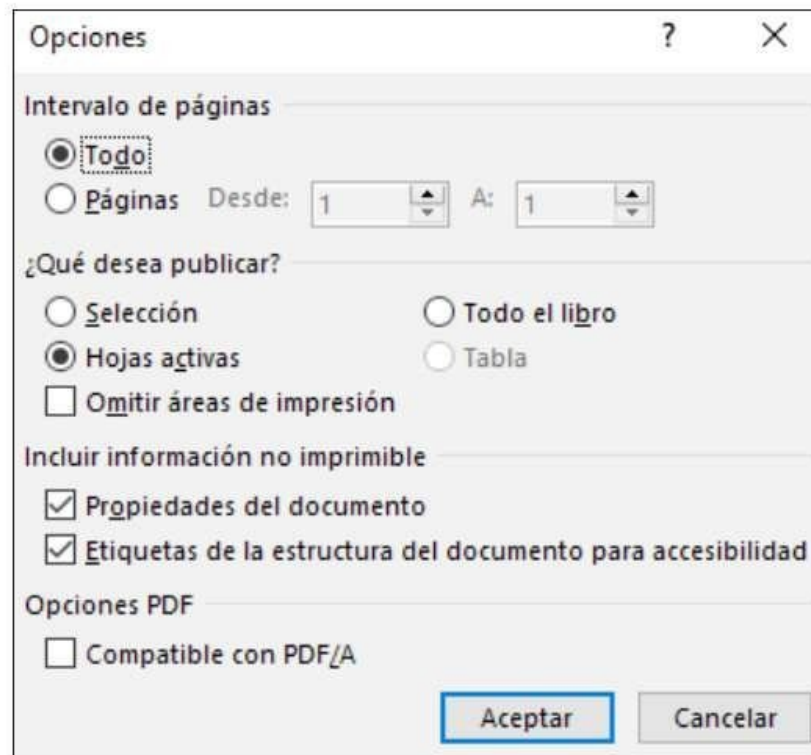 Opciones ? ×
Intervalo de páginas
Todo
Páginas Desde: 1 A: 1
¿Qué desea publicar?
Selección Todo el libro
Hojas activas Tabla
Omitir áreas de impresión
Incluir información no imprimible
Propiedades del documento
Etiquetas de la estructura del documento para accesibilidad
Opciones PDF
Compatible con PDF/A
Aceptar Cancelar